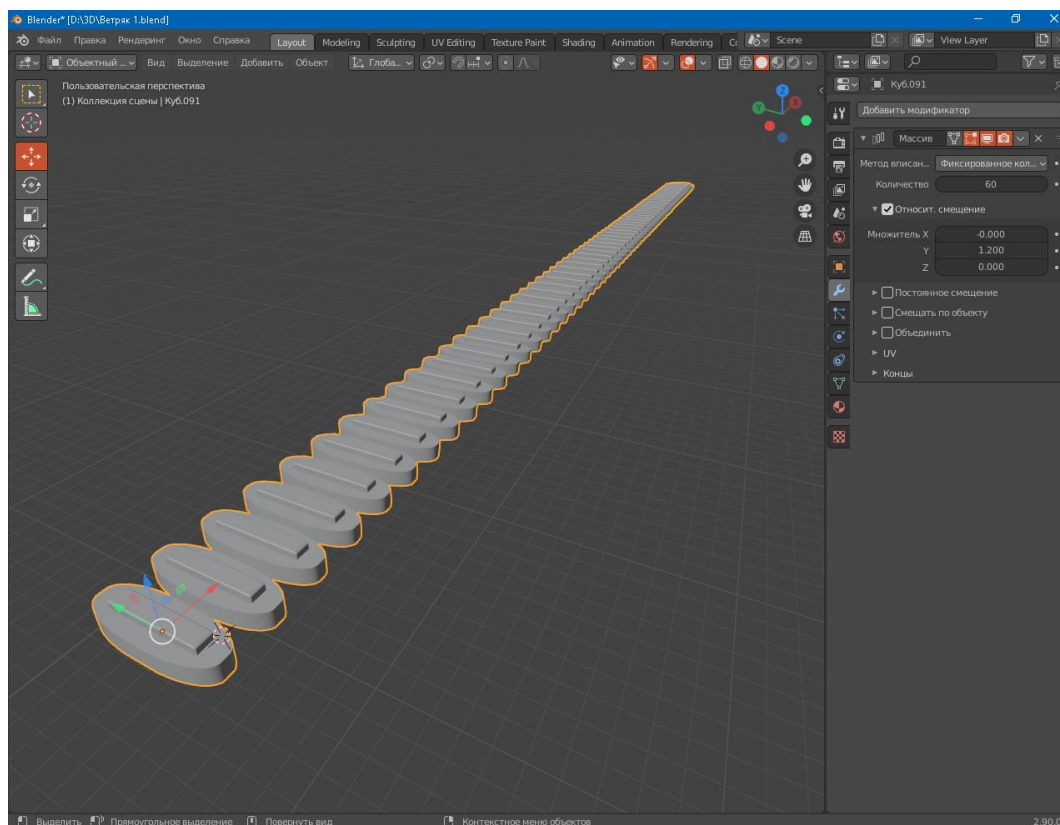 Blender* [D:\3D\Ветряк 1.blend]
Файл Правка Рендеринг Окно Справка Layout Modeling Sculpting UV Editing Texture Paint Shading Animation Rendering Scene View Layer
Объектный ... Вид Выделение Добавить Объект Глоба...
Пользовательская перспектива
(1) Коллекция сцены | Куб.091
Z
Y
X
Куб.091
Добавить модификатор
Массив
Метод вписан... Фиксированное кол...
Количество 60
Относит. смещение
Множитель X -0.000
Y 1.200
Z 0.000
Постоянное смещение
Смещать по объекту
Объединить
UV
Концы
Выделить Прямоугольное выделение Повернуть вид Контекстное меню объектов 2.90.0